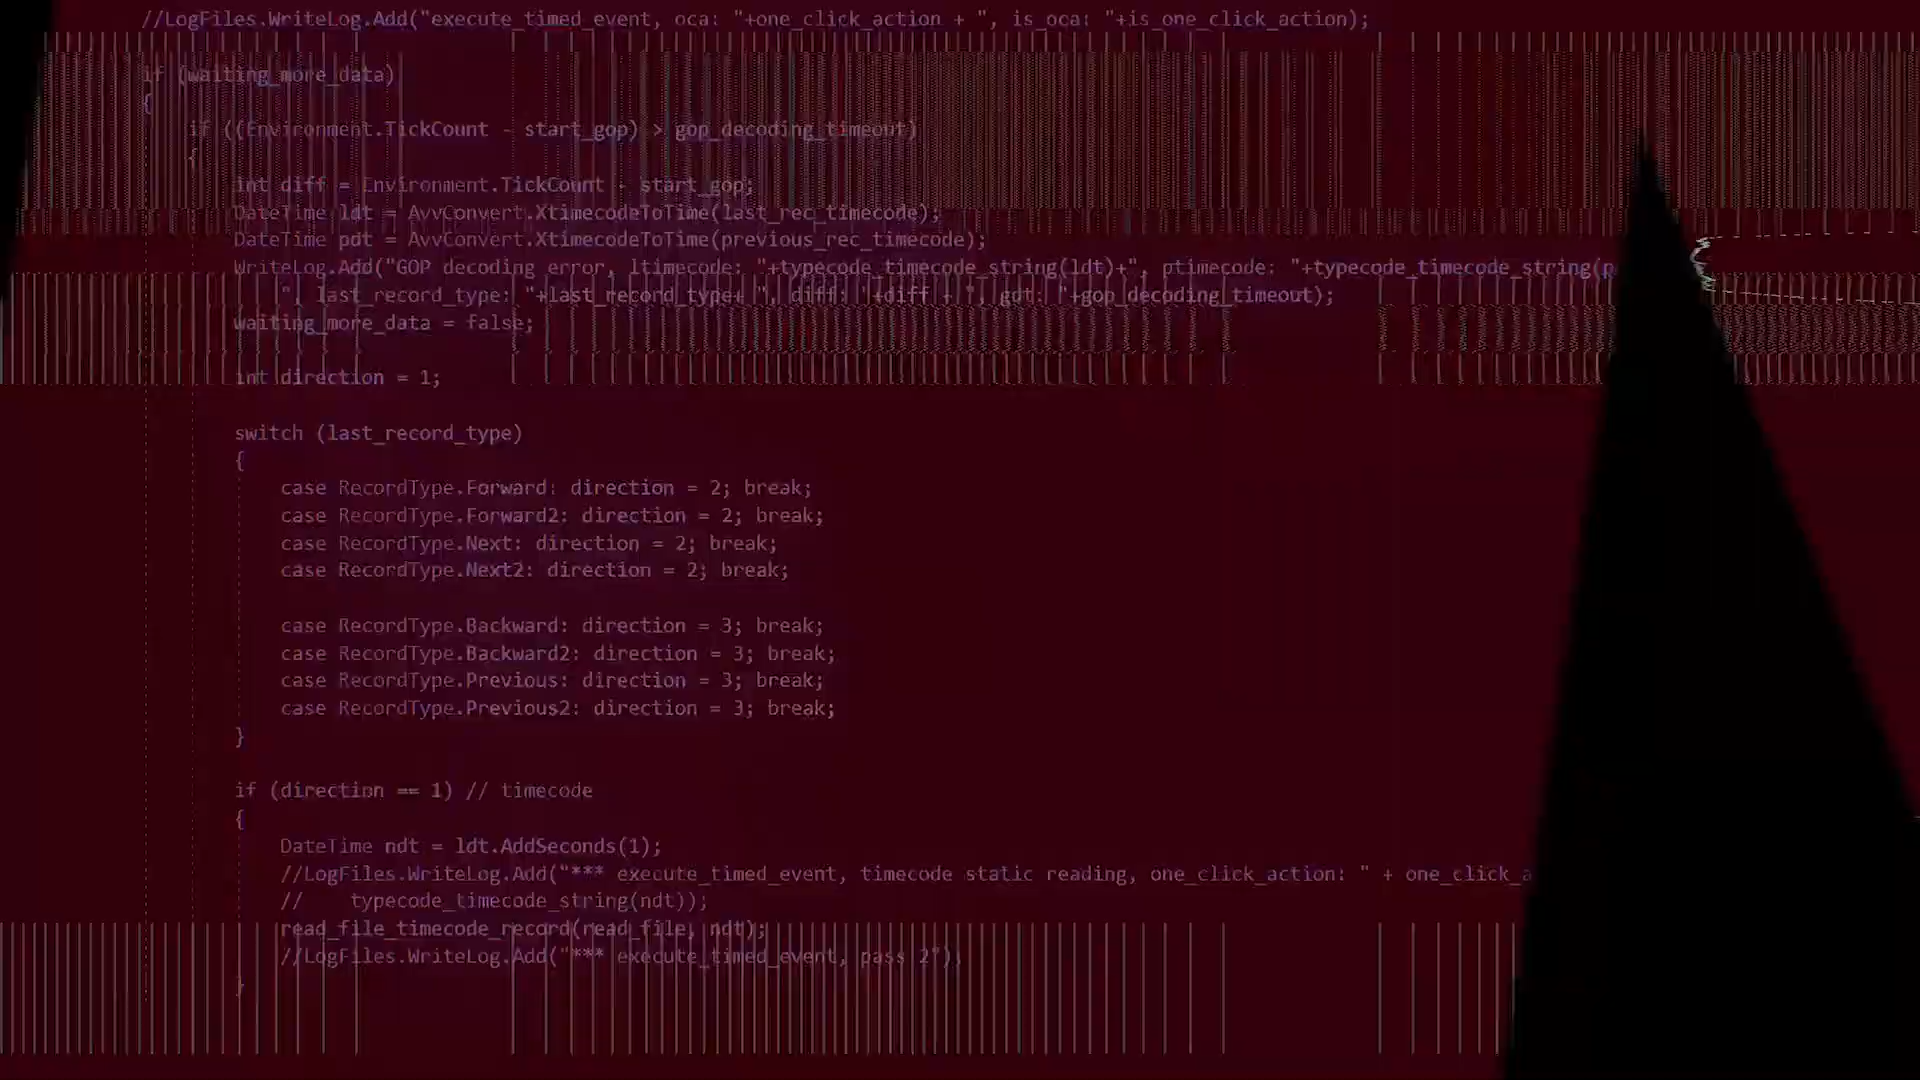 //LogFiles.WriteLog.Add("execute_timed_event, oca: "+one_click_action + ", is_oca: "+is_one_click_action);
if (waiting_more_data)
{
if ((Environment.TickCount - start_gop) > gop_decoding_timeout)
{
int diff = Environment.TickCount - start_gop;
DateTime ldt = AvvConvert.XtimecodeToTime(last_rec_timecode);
DateTime pdt = AvvConvert.XtimecodeToTime(previous_rec_timecode);
WriteLog.Add("GOP decoding error, ltimecode: "+typecode_timecode_string(ldt)+", ptimecode: "+typecode_timecode_string(p
", last_record_type: "+last_record_type+ ", diff: "+diff + ", gdt: "+gop_decoding_timeout);
waiting_more_data = false;
int direction = 1;
switch (last_record_type)
{
case RecordType.Forward: direction = 2; break;
case RecordType.Forward2: direction = 2; break;
case RecordType.Next: direction = 2; break;
case RecordType.Next2: direction = 2; break;
case RecordType.Backward: direction = 3; break;
case RecordType.Backward2: direction = 3; break;
case RecordType.Previous: direction = 3; break;
case RecordType.Previous2: direction = 3; break;
}
if (direction == 1) // timecode
{
DateTime ndt = ldt.AddSeconds(1);
//LogFiles.WriteLog.Add("*** execute_timed_event, timecode static reading, one_click_action: " + one_click_a
// typecode_timecode_string(ndt));
read_file_timecode_record(read_file, ndt);
//LogFiles.WriteLog.Add("*** execute_timed_event, pass 2");
}